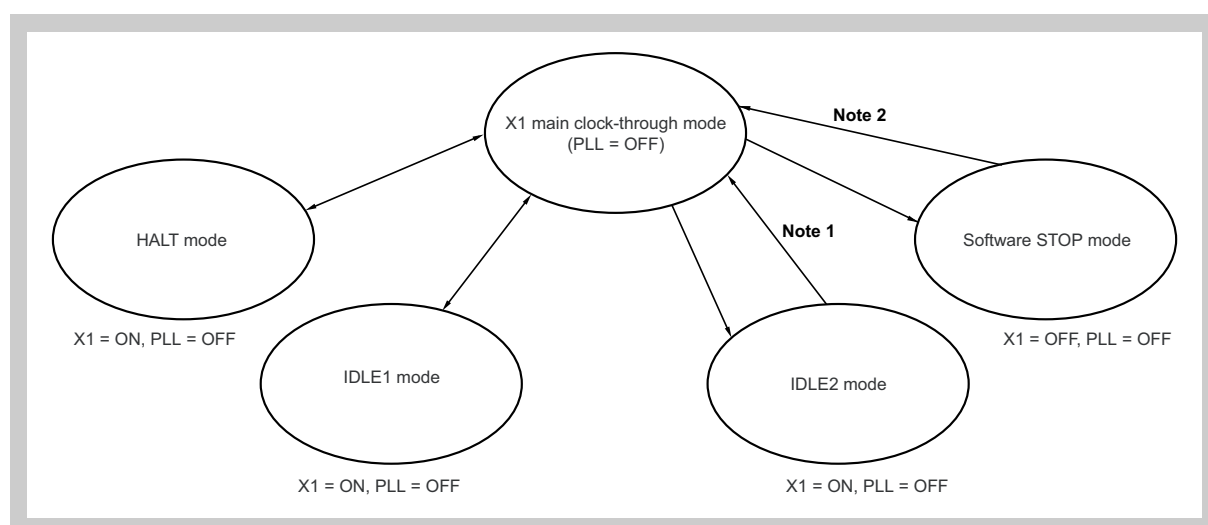 X1 main clock-through mode
(PLL = OFF)
Note 2
Note 1
HALT mode
Software STOP mode
X1 = ON, PLL = OFF
X1 = OFF, PLL = OFF
IDLE1 mode
IDLE2 mode
X1 = ON, PLL = OFF
X1 = ON, PLL = OFF